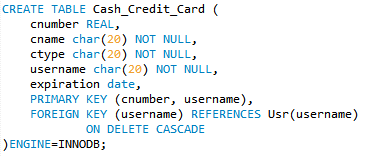 CREATE TABLE Cash_Credit_Card (
cnumber REAL,
cname char(20) NOT NULL,
ctype char(20) NOT NULL,
username char(20) NOT NULL,
expiration date,
PRIMARY KEY (cnumber, username),
FOREIGN KEY (username) REFERENCES Usr(username)
ON DELETE CASCADE
)ENGINE=INNODB;